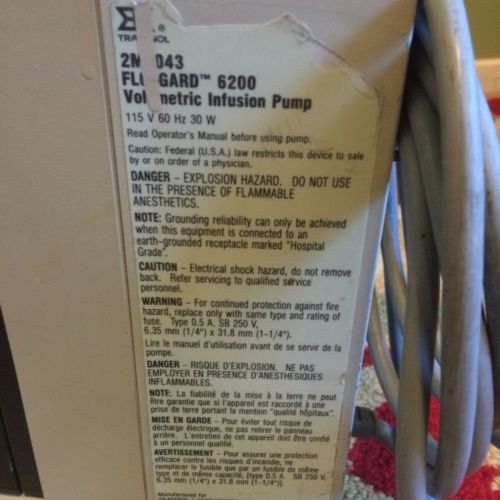 115 V 60 Hz 30 W
6200
Infusion Pump
Read Operator's Manual before using pump.
Caution: Federal (U.S.A.) law restricts this device to sale
by or on order of a physician.
DANGER – EXPLOSION HAZARD. DO NOT USE
IN THE PRESENCE OF FLAMMABLE
ANESTHETICS.
NOTE: Grounding reliability can only be achieved
when this equipment is connected to an
earth-grounded receptacle marked "Hospital
Grade".
CAUTION – Electrical shock hazard, do not remove
back. Refer servicing to qualified service
personnel.
WARNING – For continued protection against fire
hazard, replace only with same type and rating of
fuse. Type 0.5 A. SB 250 V,
6.35 mm (1/4") x 31.8 mm (1-1/4").
Lire le manuel d'utilisation avant de se servir de la
pompe.
DANGER – RISQUE D'EXPLOSION. NE PAS
EMPLOYER EN PRESENCE D'ANESTHESIQUES
INFLAMMABLES.
NOTE: La fiabilité de la mise à la terre ne peut
être garantie que si l'appareil est raccordé à une
prise de terre portant la mention "qualité hôpitaux".
MISE EN GARDE – Pour éviter tout risque de
décharge électrique, ne pas retirer le panneau
arrière. L'entretien de cet appareil doit être confié
à un personnel qualifié.
AVERTISSEMENT – Pour assurer une protection
efficace contre les risques d'incendie, ne
remplacer le fusible que par un fusible de même
type et de même capacité, (type 0.5 A. SB 250 V,
6.35 mm (1/4") x 31.8 mm (1-1/4").
Manufactured for